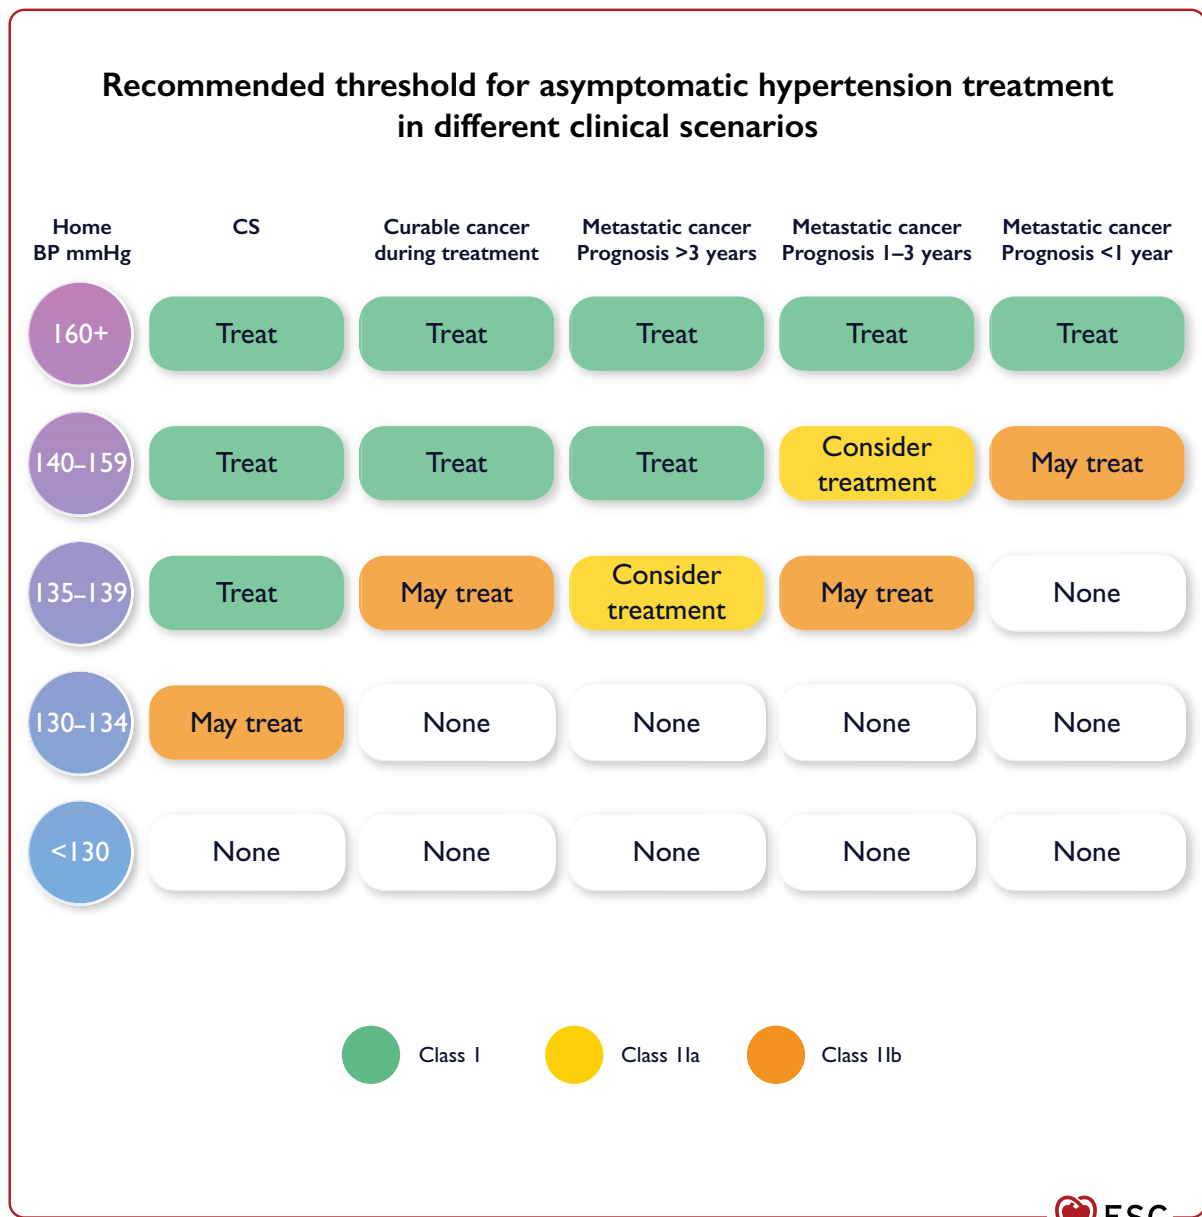 Recommended threshold for asymptomatic hypertension treatment
in different clinical scenarios
Home
BP mmHg
CS
Curable cancer
during treatment
Metastatic cancer
Prognosis >3 years
Metastatic cancer
Prognosis 1–3 years
Metastatic cancer
Prognosis <1 year
160+
Treat
Treat
Treat
Treat
Treat
140–159
Treat
Treat
Treat
Consider
treatment
May treat
135–139
Treat
May treat
Consider
treatment
May treat
None
130–134
May treat
None
None
None
None
<130
None
None
None
None
None
Class 1
Class 11a
Class 11b
ESC